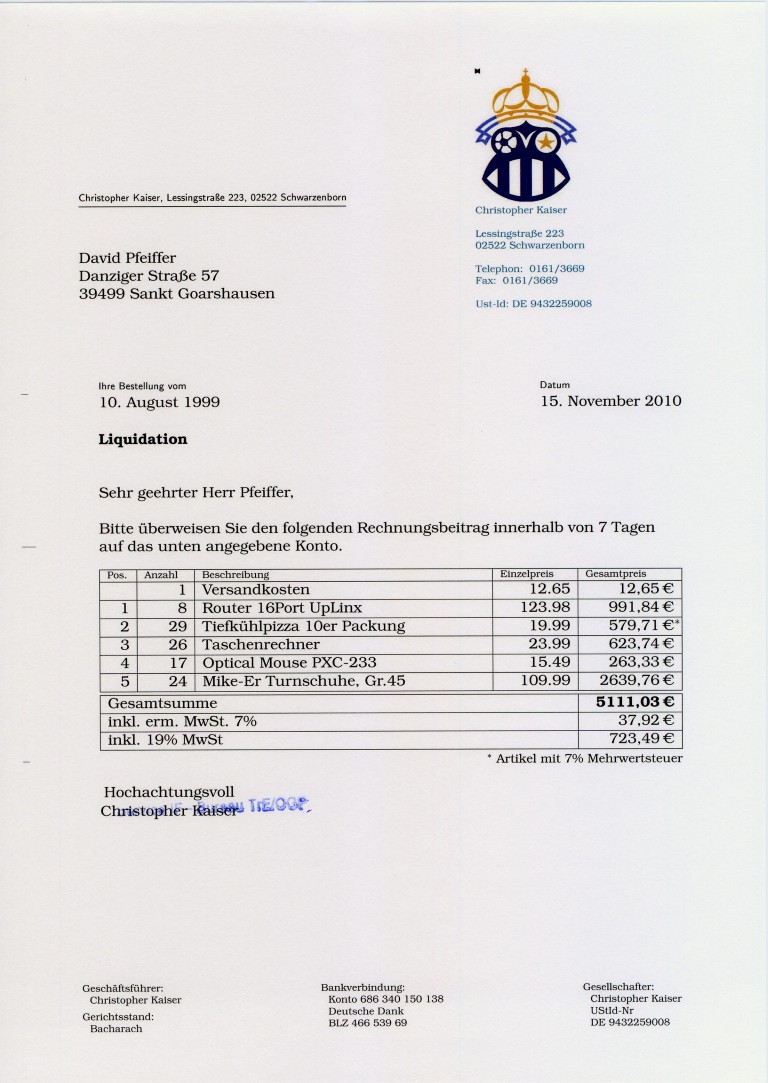 Christopher Kaiser, Lessingstraße 223, 02522 Schwarzenborn
Christopher Kaiser
Lessingstraße 223
02522 Schwarzenborn
Telephon: 0161/3669
Fax: 0161/3669
Ust-Id: DE 9432259008
David Pfeiffer
Danziger Straße 57
39499 Sankt Goarshausen
Ihre Bestellung vom
10. August 1999
Datum
15. November 2010
Liquidation
Sehr geehrter Herr Pfeiffer,
Bitte überweisen Sie den folgenden Rechnungsbeitrag innerhalb von 7 Tagen
auf das unten angegebene Konto.
Pos. Anzahl Beschreibung Einzelpreis Gesamtpreis
1 Versandkosten 12.65 12,65 €
1 8 Router 16Port UpLinx 123.98 991,84 €
2 29 Tiefkühlpizza 10er Packung 19.99 579,71 €*
3 26 Taschenrechner 23.99 623,74 €
4 17 Optical Mouse PXC-233 15.49 263,33 €
5 24 Mike-Er Turnschuhe, Gr.45 109.99 2639,76 €
Gesamtsumme 5111,03 €
inkl. erm. MwSt. 7% 37,92 €
inkl. 19% MwSt 723,49 €
* Artikel mit 7% Mehrwertsteuer
Hochachtungsvoll
Christopher Kaiser
Geschäftsführer:
Christopher Kaiser
Gerichtsstand:
Bacharach
Bankverbindung:
Konto 686 340 150 138
Deutsche Dank
BLZ 466 539 69
Gesellschafter:
Christopher Kaiser
UStId-Nr
DE 9432259008